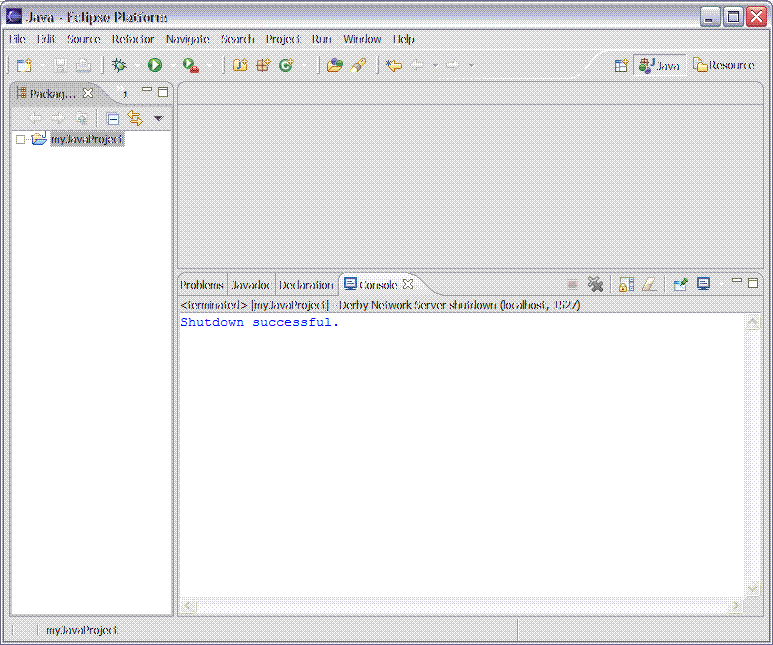 Java - Eclipse Platform
File Edit Source Refactor Navigate Search Project Run Window Help
Java Resource
Packag...
myJavaProject
Problems Javadoc Declaration Console
<terminated> [myJavaProject] - Derby Network Server shutdown (localhost, 1527)
Shutdown successful.
myJavaProject